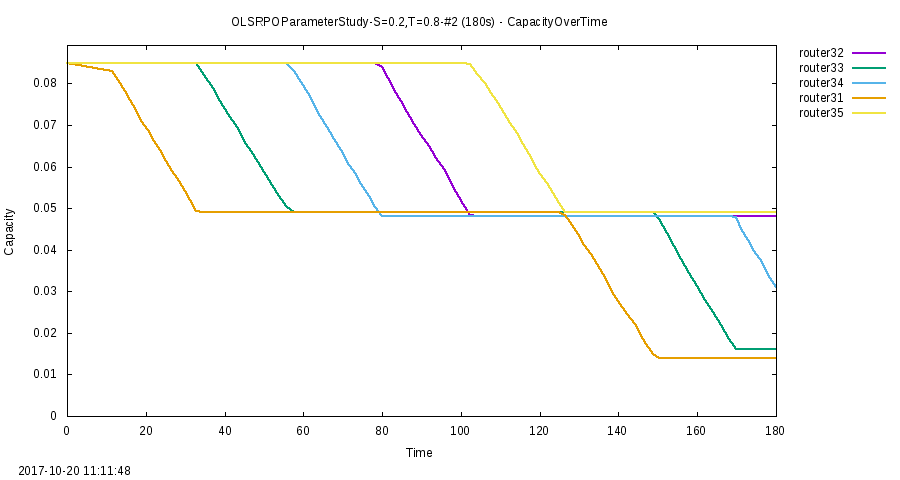 OLSRPOParameterStudy-S=0.2,T=0.8-#2 (180s) - CapacityOverTime
router32
router33
router34
router31
router35
0.08
0.07
0.06
0.05
0.04
0.03
0.02
0.01
0
Capacity
0 20 40 60 80 100 120 140 160 180
Time
2017-10-20 11:11:48